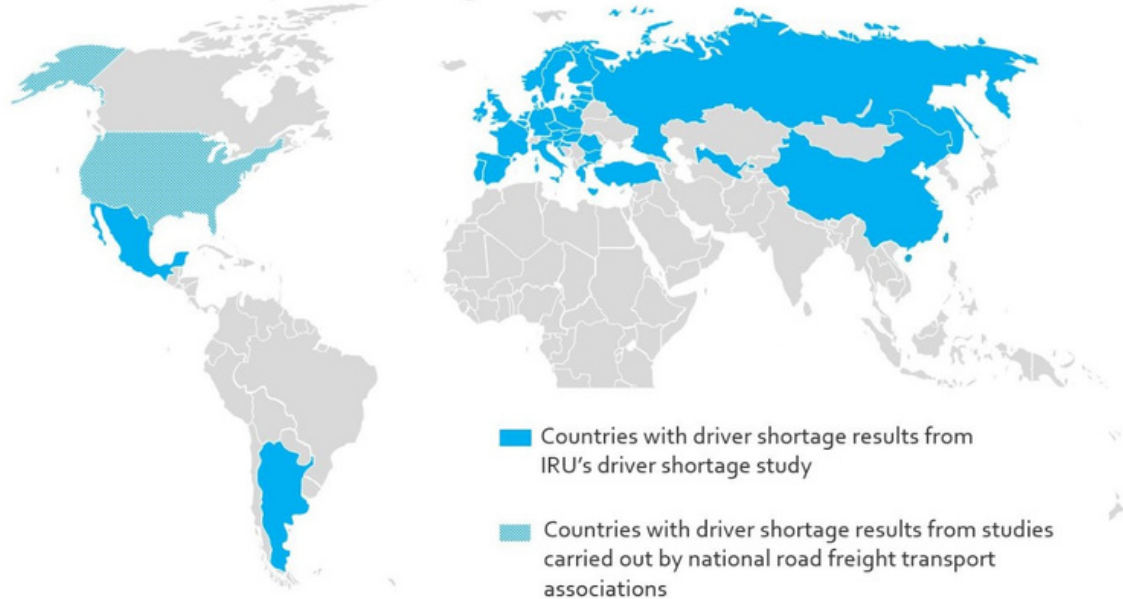 Countries with driver shortage results from
IRU's driver shortage study
Countries with driver shortage results from studies
carried out by national road freight transport
associations